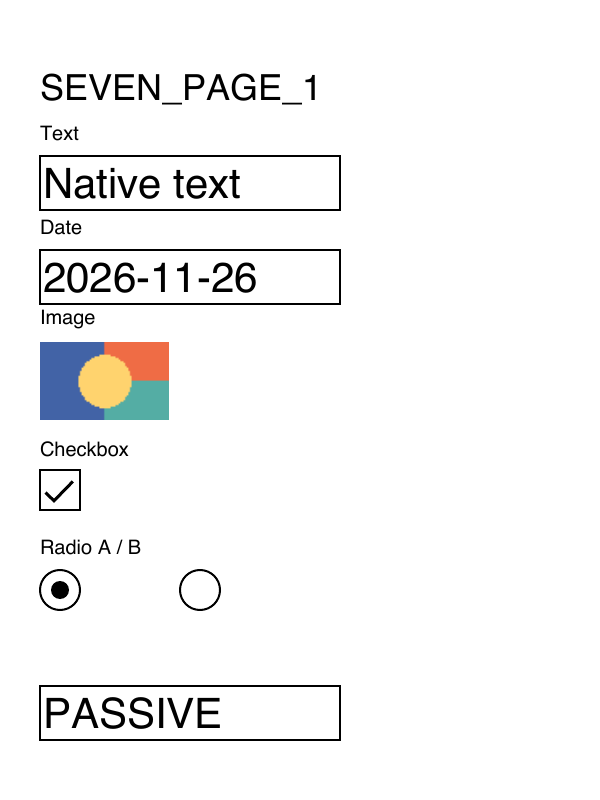 SEVEN_PAGE_1
Text
Native text
Date
2026-11-26
Image
Checkbox
Radio A / B
PASSIVE